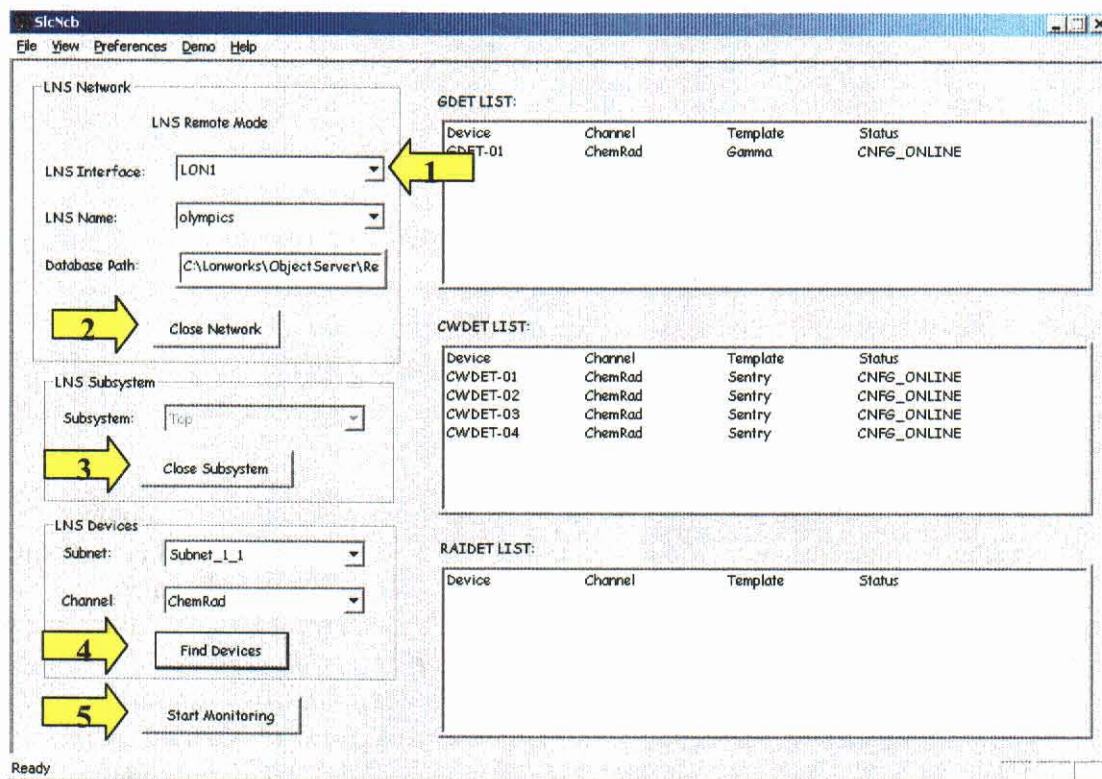 SlcNcb
File View Preferences Demo Help
LNS Network
LNS Remote Mode
LNS Interface: LON1
1
LNS Name: olympics
Database Path: C:\Lonworks\ObjectServer\Re
2
Close Network
LNS Subsystem
Subsystem: Top
3
Close Subsystem
LNS Devices
Subnet: Subnet_1_1
Channel: ChemRad
4
Find Devices
5
Start Monitoring
GDET LIST:
Device Channel Template Status
GDET-01 ChemRad Gamma CNFG_ONLINE
CWDET LIST:
Device Channel Template Status
CWDET-01 ChemRad Sentry CNFG_ONLINE
CWDET-02 ChemRad Sentry CNFG_ONLINE
CWDET-03 ChemRad Sentry CNFG_ONLINE
CWDET-04 ChemRad Sentry CNFG_ONLINE
RAIDET LIST:
Device Channel Template Status
Ready